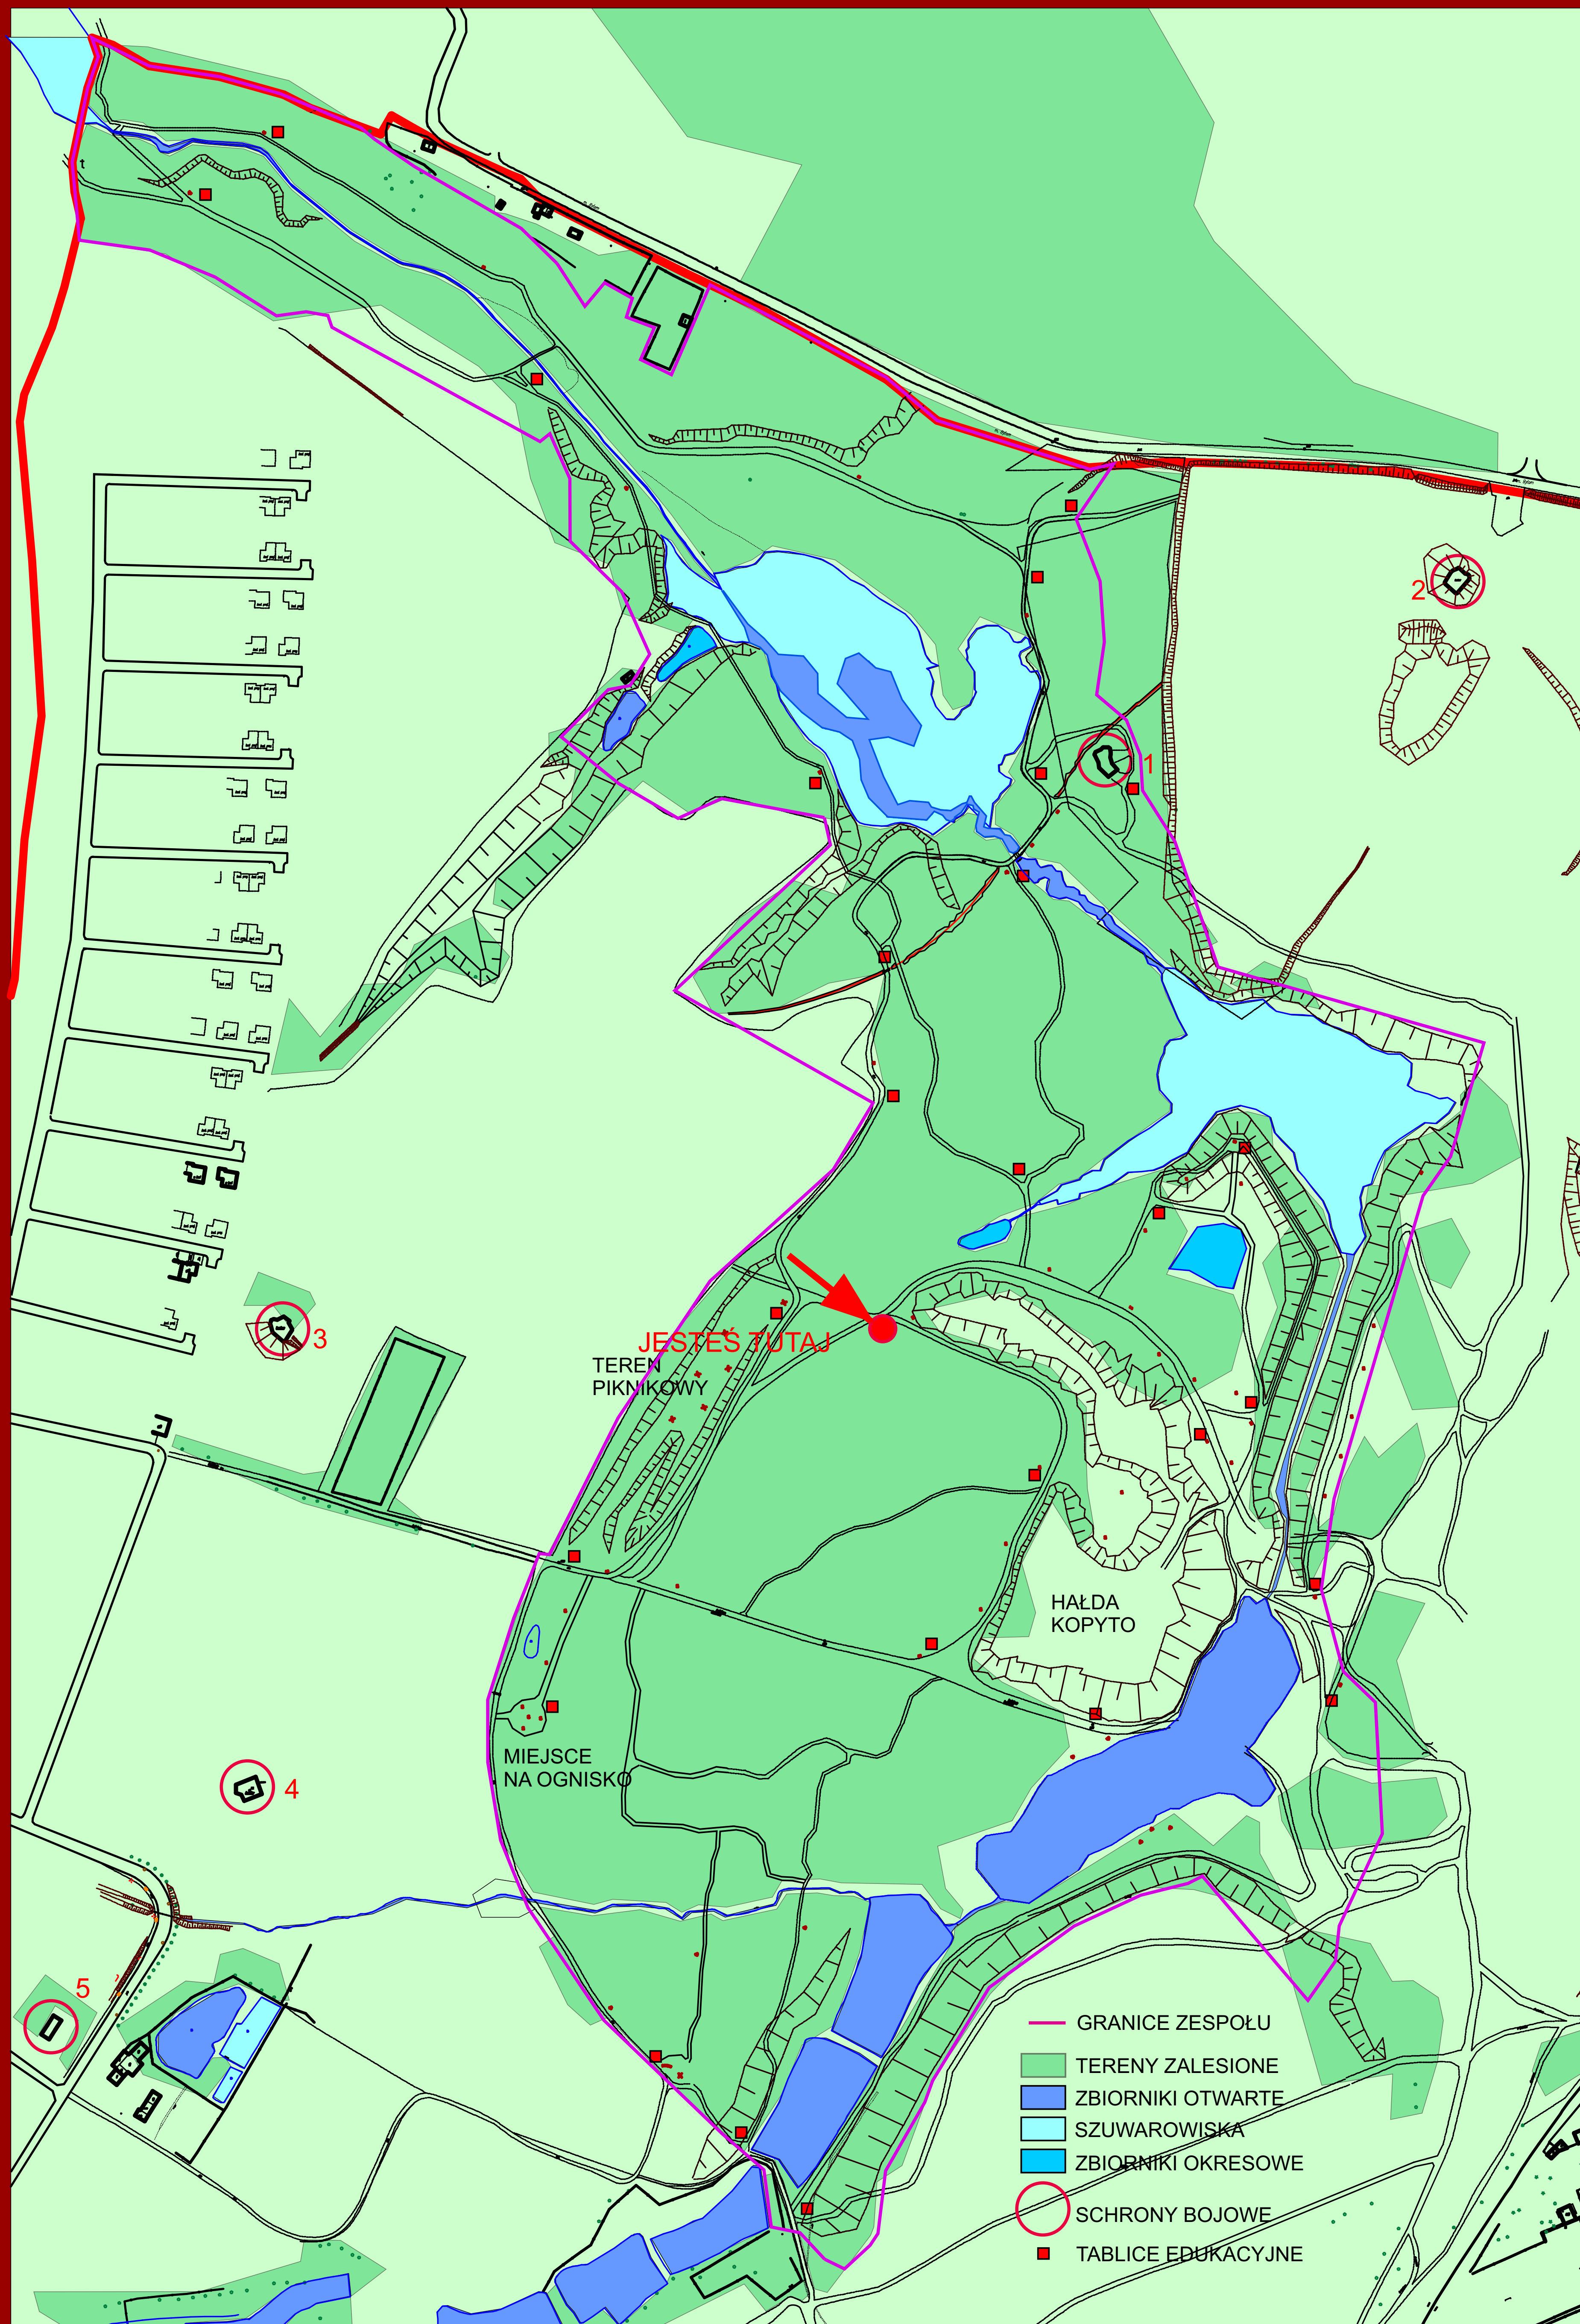 2
1
3
JESTEŚ TUTAJ
TEREN
PIKNIKOWY
HAŁDA
KOPYTO
MIEJSCE
NA OGNISKO
4
5
GRANICE ZESPOŁU
TERENY ZALESIONE
ZBIORNIKI OTWARTE
SZUWAROWISKA
ZBIORNIKI OKRESOWE
SCHRONY BOJOWE
TABLICE EDUKACYJNE